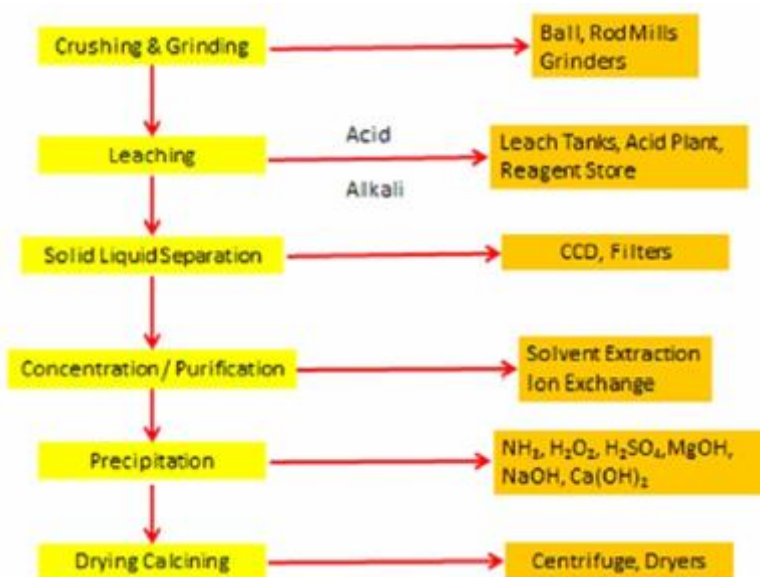 Crushing & Grinding
Ball, Rod Mills
Grinders
Leaching
Acid
Alkali
Leach Tanks, Acid Plant,
Reagent Store
Solid Liquid Separation
CCD, Filters
Concentration / Purification
Solvent Extraction
Ion Exchange
Precipitation
NH₃, H₂O₂, H₂SO₄,MgOH,
NaOH, Ca(OH)₂
Drying Calcining
Centrifuge, Dryers